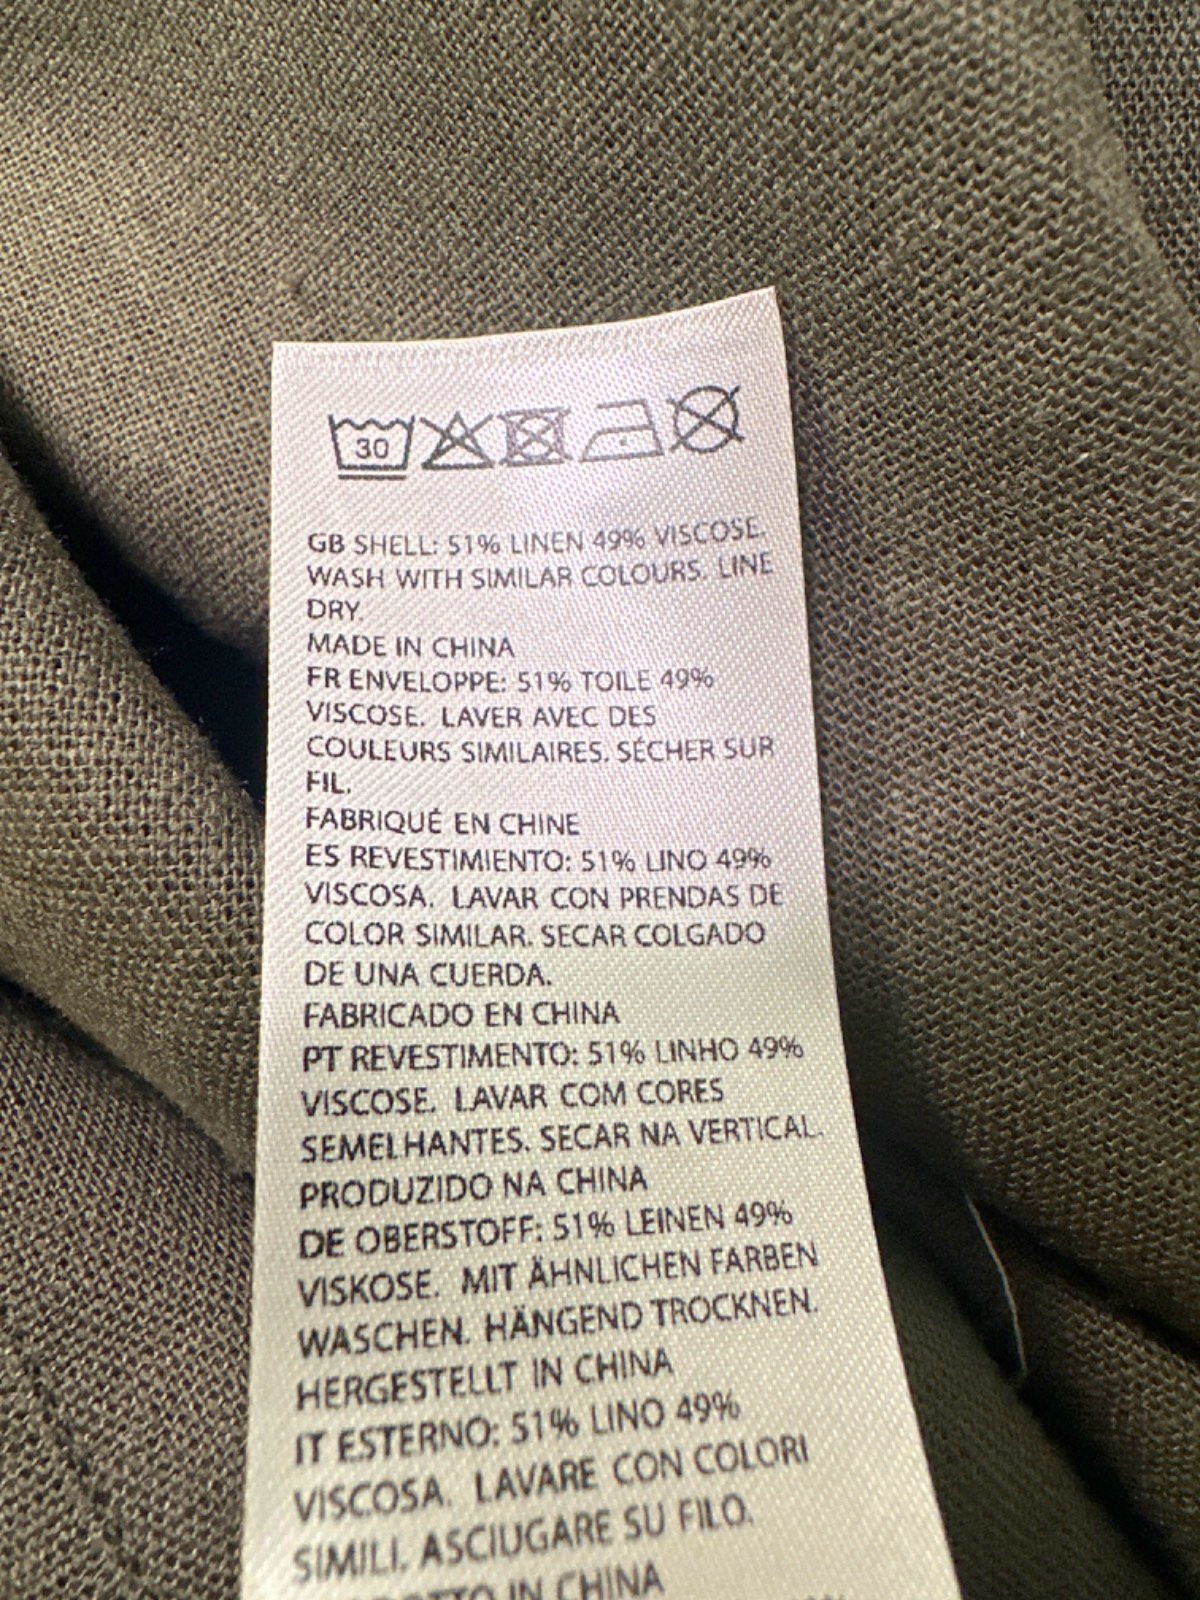 30
GB SHELL: 51% LINEN 49% VISCOSE.
WASH WITH SIMILAR COLOURS. LINE
DRY.
MADE IN CHINA
FR ENVELOPPE: 51% TOILE 49%
VISCOSE. LAVER AVEC DES
COULEURS SIMILAIRES. SÉCHER SUR
FIL.
FABRIQUÉ EN CHINE
ES REVESTIMIENTO: 51% LINO 49%
VISCOSA. LAVAR CON PRENDAS DE
COLOR SIMILAR. SECAR COLGADO
DE UNA CUERDA.
FABRICADO EN CHINA
PT REVESTIMENTO: 51% LINHO 49%
VISCOSE. LAVAR COM CORES
SEMELHANTES. SECAR NA VERTICAL.
PRODUZIDO NA CHINA
DE OBERSTOFF: 51% LEINEN 49%
VISKOSE. MIT ÄHNLICHEN FARBEN
WASCHEN. HÄNGEND TROCKNEN.
HERGESTELLT IN CHINA
IT ESTERNO: 51% LINO 49%
VISCOSA. LAVARE CON COLORI
SIMILI. ASCIUGARE SU FILO.
IN CHINA